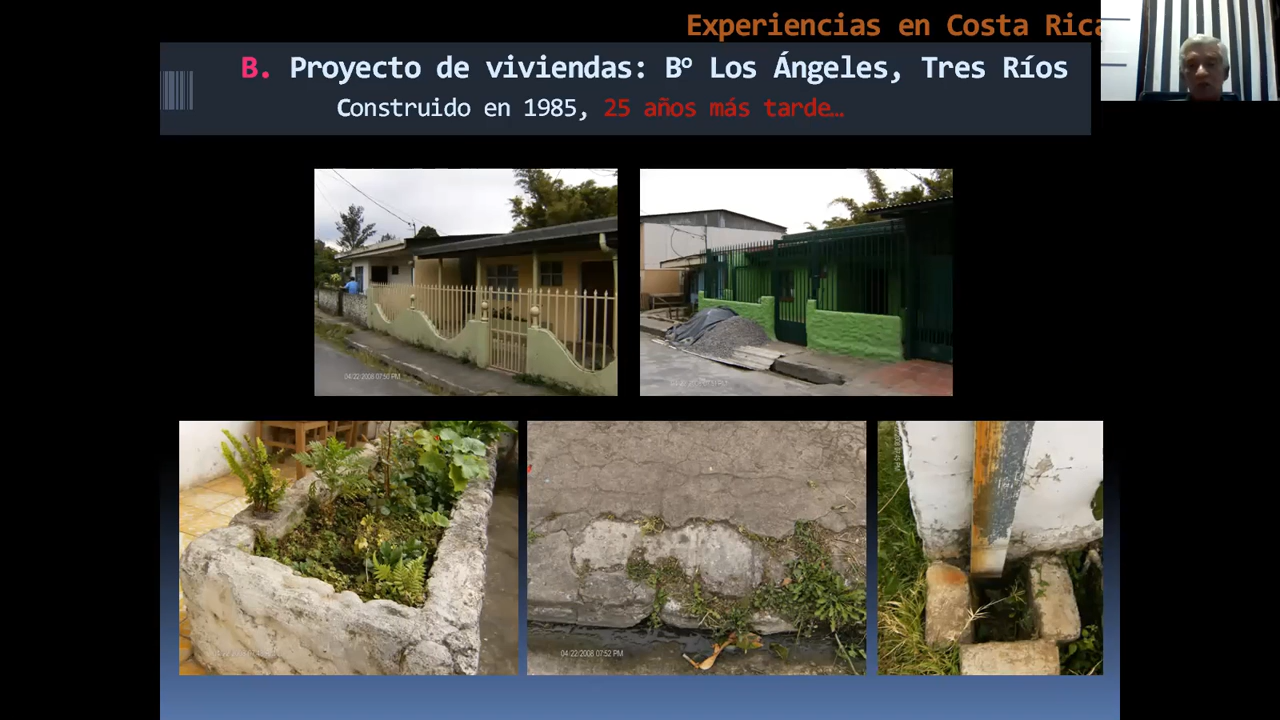 Experiencias en Costa Rica
B. Proyecto de viviendas: Bº Los Ángeles, Tres Ríos
Construido en 1985, 25 años más tarde…
04/22/2008 07:50 PM
04/22/2008 07:52 PM